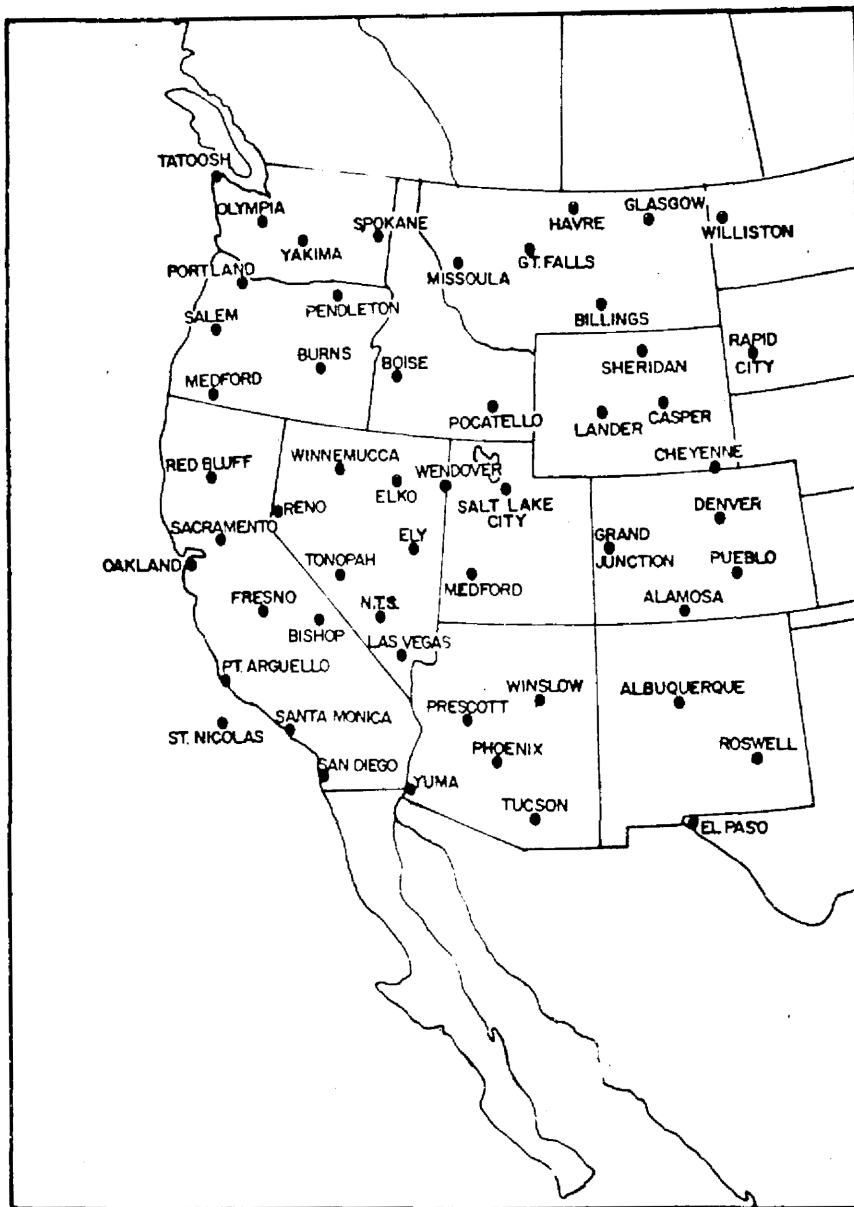 TATOOSH
OLYMPIA
SPOKANE
YAKIMA
HAVRE
GLASGOW
WILLISTON
MISSOULA
GT. FALLS
PORTLAND
PENDLETON
SALEM
BILLINGS
BURNS
BOISE
SHERIDAN
RAPID
CITY
MEDFORD
POCATELLO
LANDER
CASPER
CHEYENNE
RED BLUFF
WINNEMUCCA
WENDOVER
ELKO
SALT LAKE
CITY
DENVER
RENO
SACRAMENTO
ELY
GRAND
JUNCTION
OAKLAND
TONOPAH
MEDFORD
PUEBLO
FRESNO
N.T.S.
ALAMOSA
BISHOP
LAS VEGAS
PT. ARGUELLO
WINSLOW
ALBUQUERQUE
PRESCOTT
ST. NICOLAS
SANTA MONICA
PHOENIX
ROSWELL
SAN DIEGO
YUMA
TUCSON
EL PASO